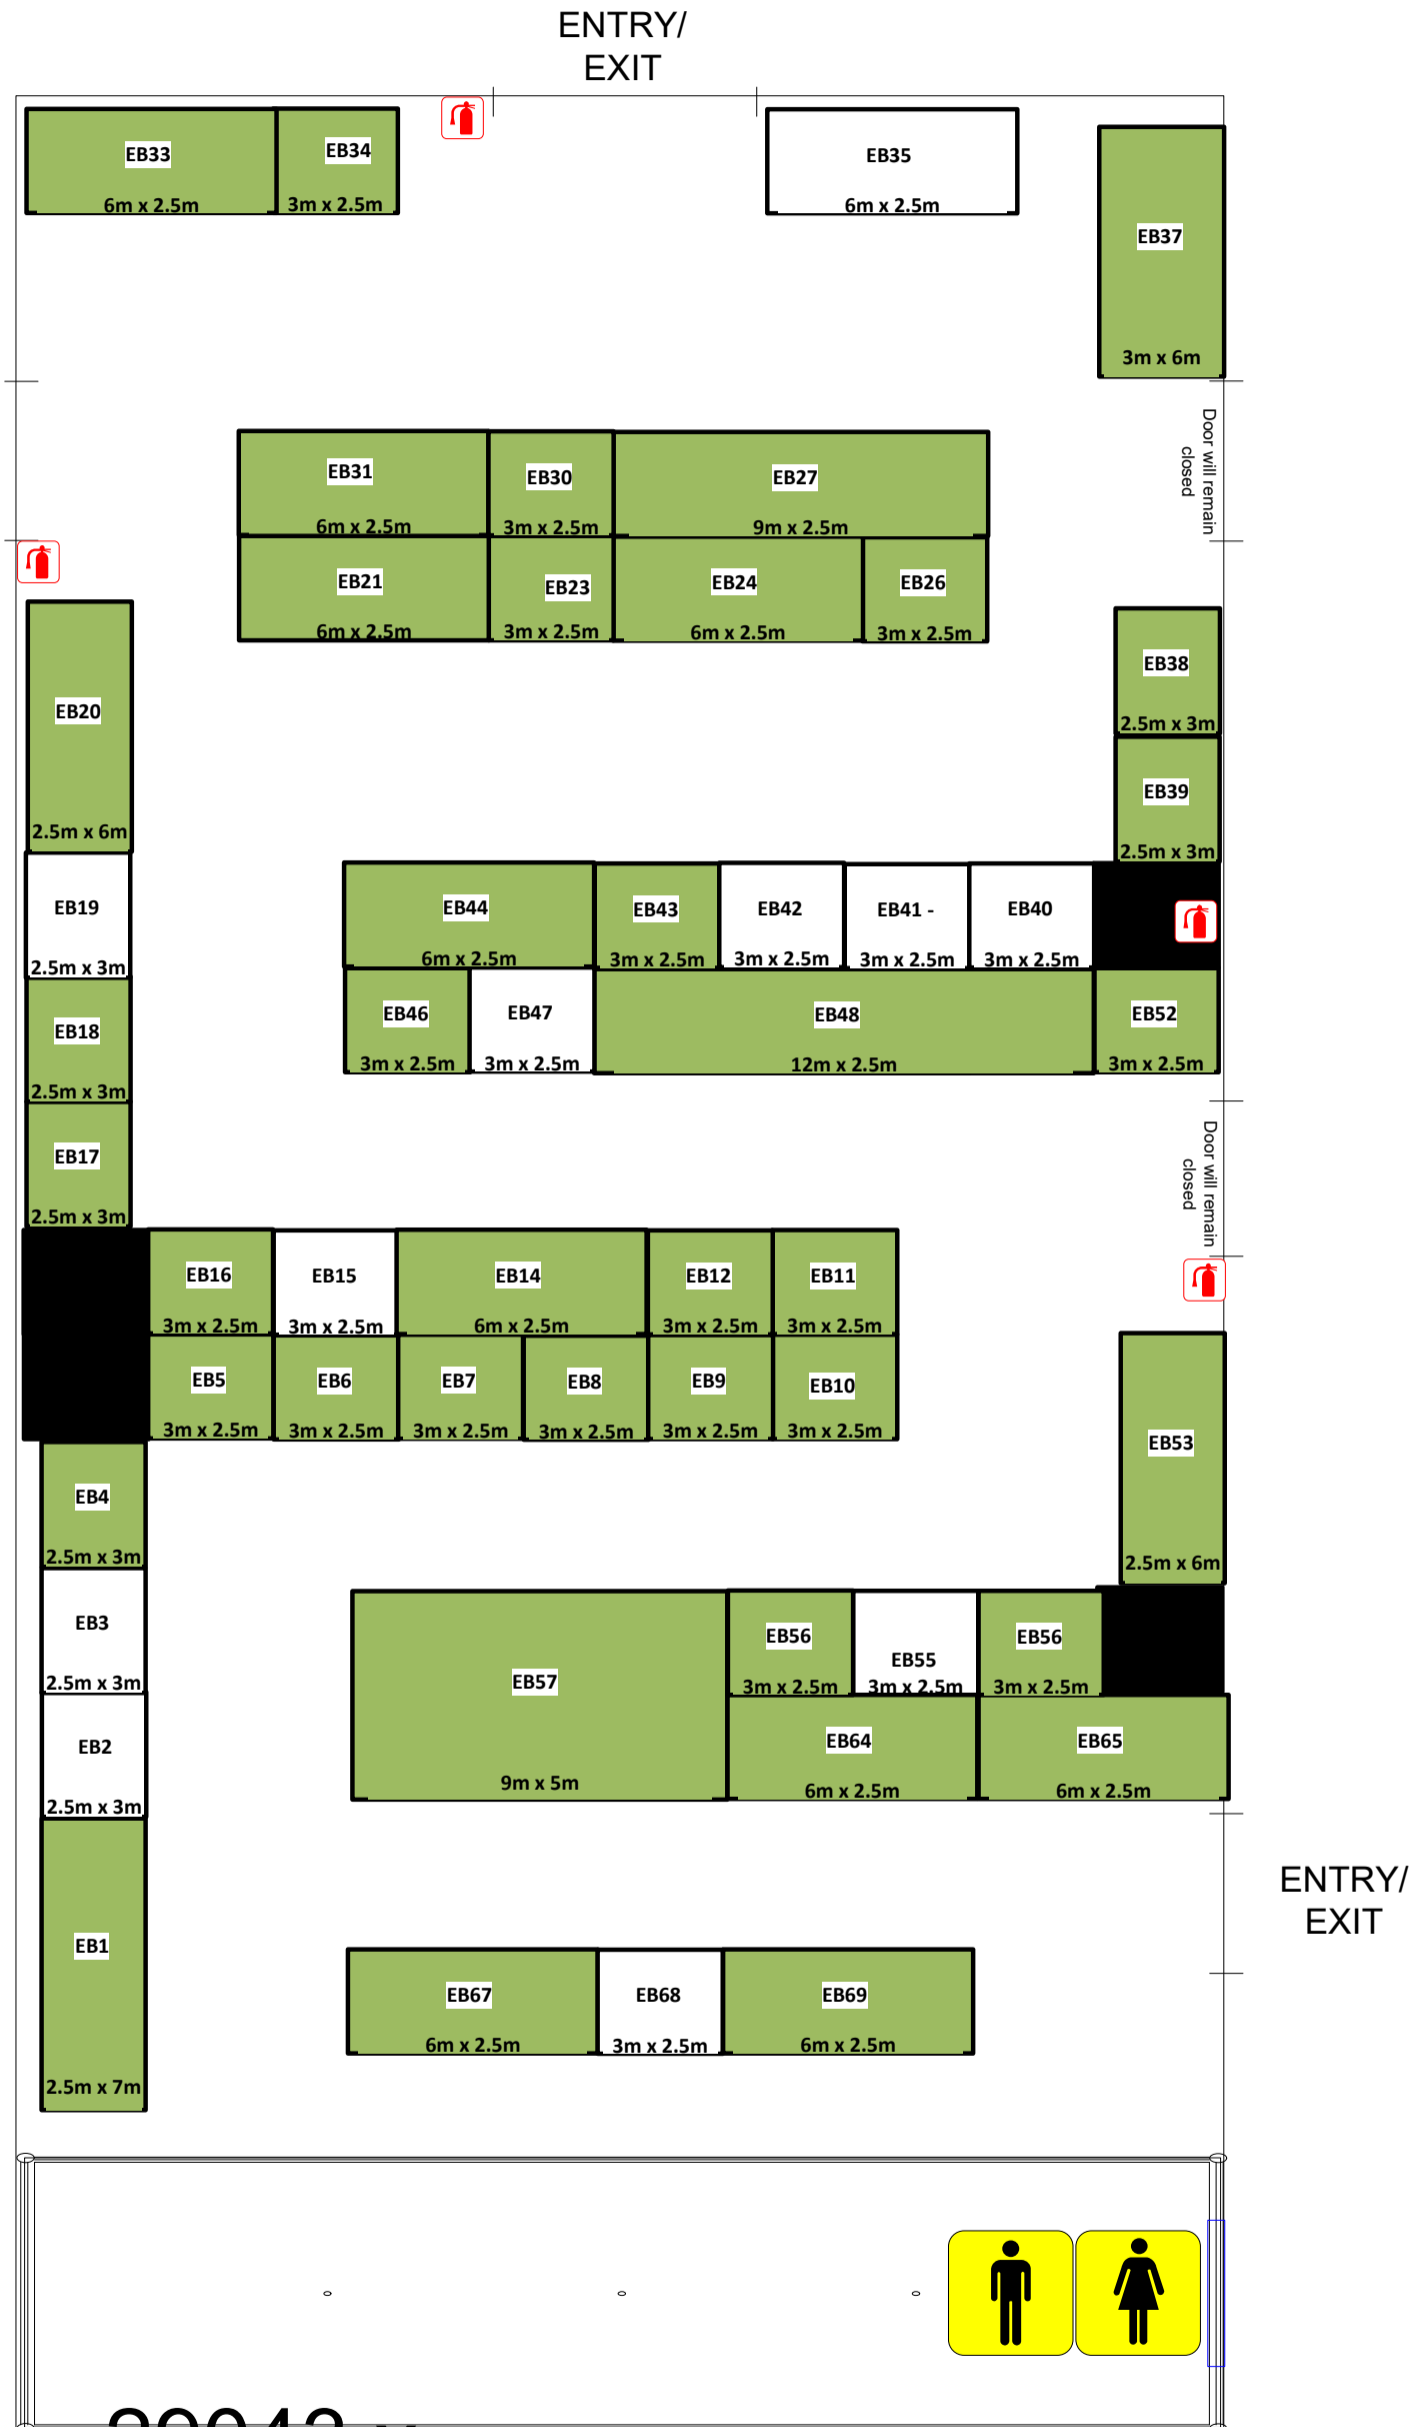 ENTRY/
EXIT
EB33
6m x 2.5m
EB34
3m x 2.5m
EB35
6m x 2.5m
EB37
3m x 6m
Door will remain
closed
EB31
6m x 2.5m
EB30
3m x 2.5m
EB27
9m x 2.5m
EB21
6m x 2.5m
EB23
3m x 2.5m
EB24
6m x 2.5m
EB26
3m x 2.5m
EB20
2.5m x 6m
EB38
2.5m x 3m
EB39
2.5m x 3m
EB19
2.5m x 3m
EB44
6m x 2.5m
EB43
3m x 2.5m
EB42
3m x 2.5m
EB41 -
3m x 2.5m
EB40
3m x 2.5m
EB18
2.5m x 3m
EB46
3m x 2.5m
EB47
3m x 2.5m
EB48
12m x 2.5m
EB52
3m x 2.5m
EB17
2.5m x 3m
Door will remain
closed
EB16
3m x 2.5m
EB15
3m x 2.5m
EB14
6m x 2.5m
EB12
3m x 2.5m
EB11
3m x 2.5m
EB5
3m x 2.5m
EB6
3m x 2.5m
EB7
3m x 2.5m
EB8
3m x 2.5m
EB9
3m x 2.5m
EB10
3m x 2.5m
EB53
2.5m x 6m
EB4
2.5m x 3m
EB3
2.5m x 3m
EB57
9m x 5m
EB56
3m x 2.5m
EB55
3m x 2.5m
EB56
3m x 2.5m
EB2
2.5m x 3m
EB64
6m x 2.5m
EB65
6m x 2.5m
ENTRY/
EXIT
EB1
2.5m x 7m
EB67
6m x 2.5m
EB68
3m x 2.5m
EB69
6m x 2.5m